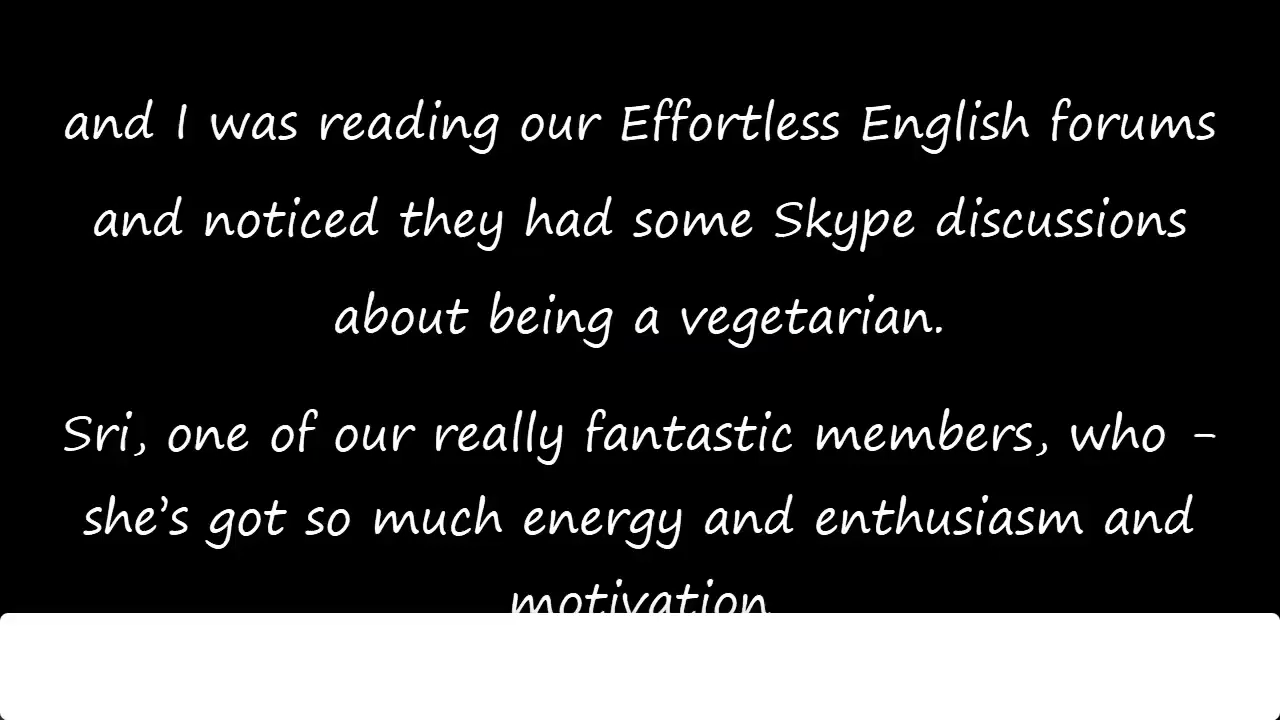 and I was reading our Effortless English forums
and noticed they had some Skype discussions
about being a vegetarian.
Sri, one of our really fantastic members, who -
she’s got so much energy and enthusiasm and
motivation